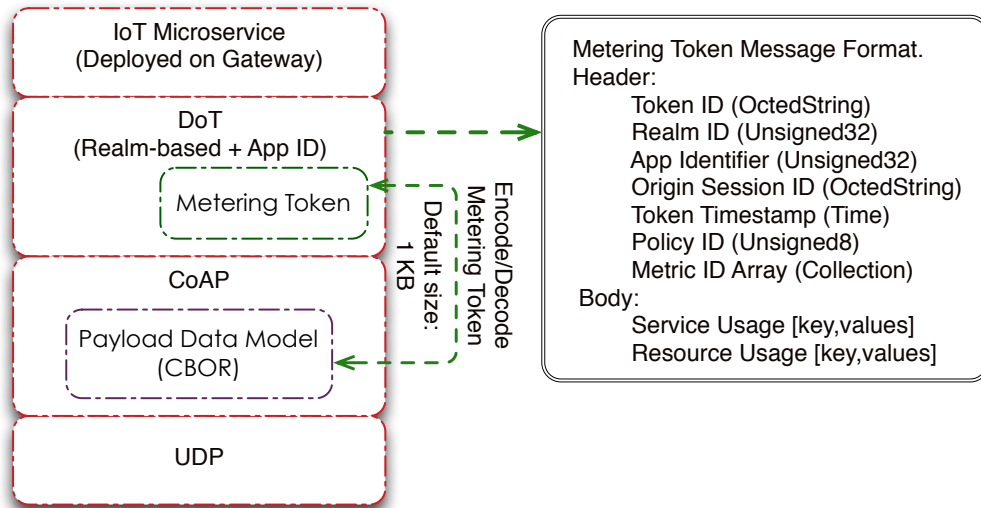 IoT Microservice
(Deployed on Gateway)
DoT
(Realm-based + App ID)
Metering Token
Encode/Decode
Metering Token
Default size:
1 KB
CoAP
Payload Data Model
(CBOR)
UDP
Metering Token Message Format.
Header:
Token ID (OctedString)
Realm ID (Unsigned32)
App Identifier (Unsigned32)
Origin Session ID (OctedString)
Token Timestamp (Time)
Policy ID (Unsigned8)
Metric ID Array (Collection)
Body:
Service Usage [key,values]
Resource Usage [key,values]